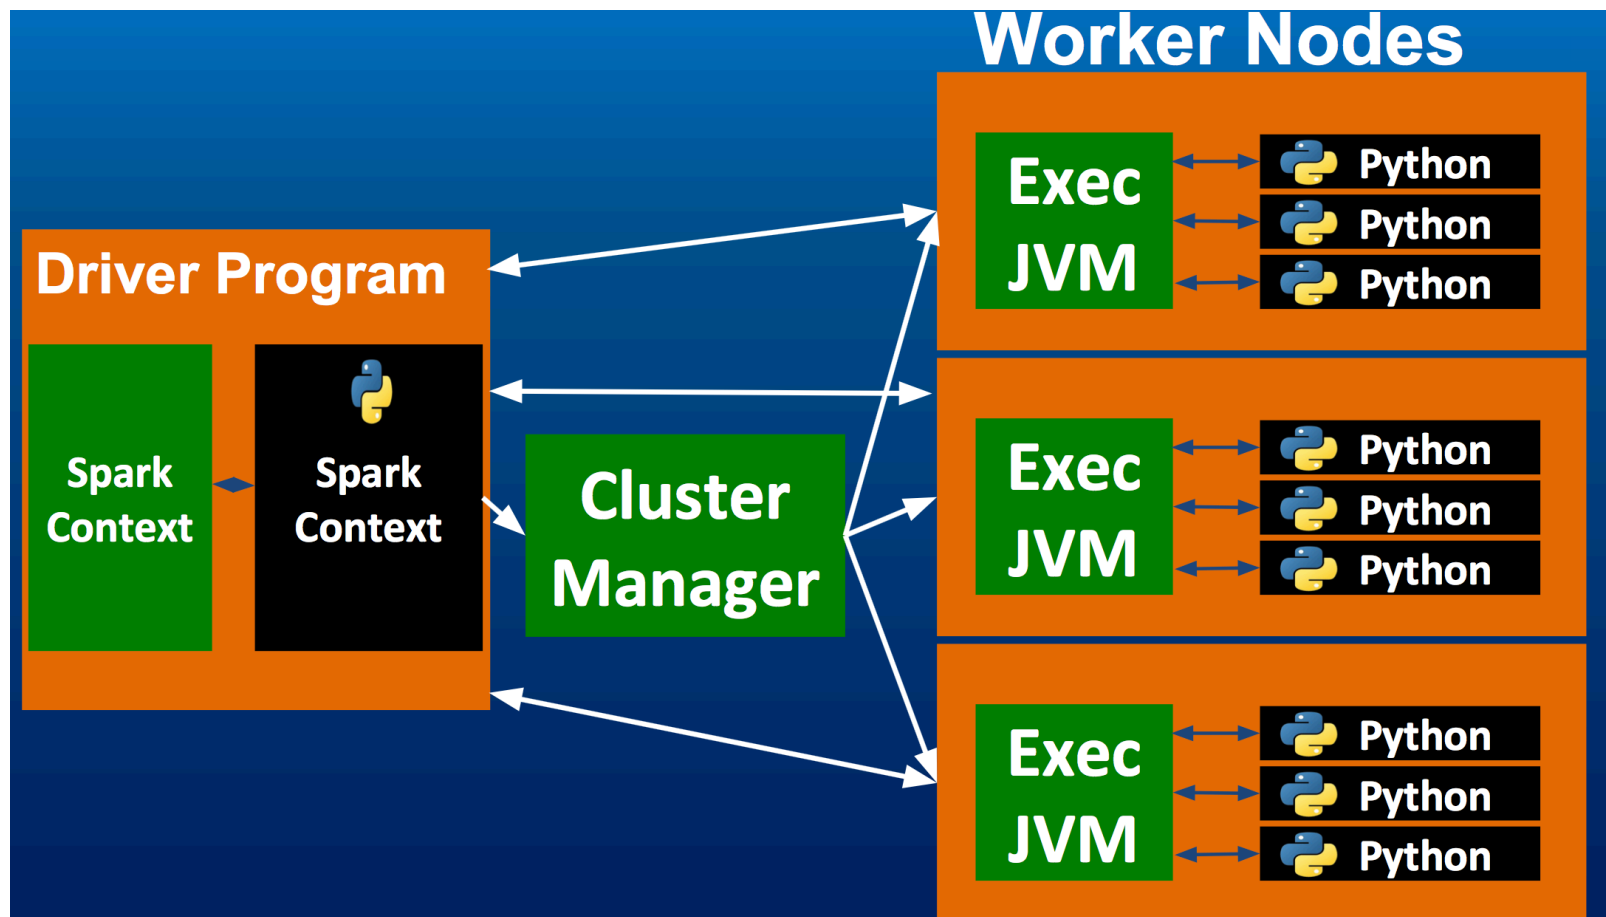 Worker Nodes
Driver Program
Spark
Context
Spark
Context
Cluster
Manager
Exec
JVM
Python
Python
Python
Exec
JVM
Python
Python
Python
Exec
JVM
Python
Python
Python